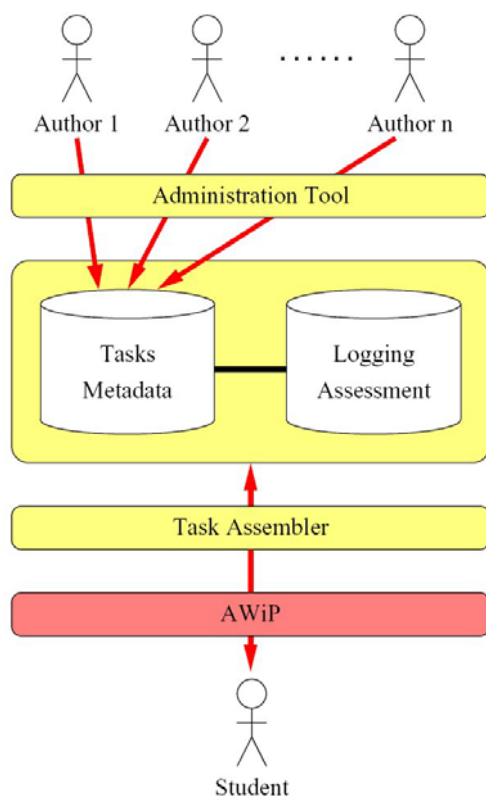 Author 1 Author 2 Author n
Administration Tool
Tasks
Metadata
Logging
Assessment
Task Assembler
AWiP
Student